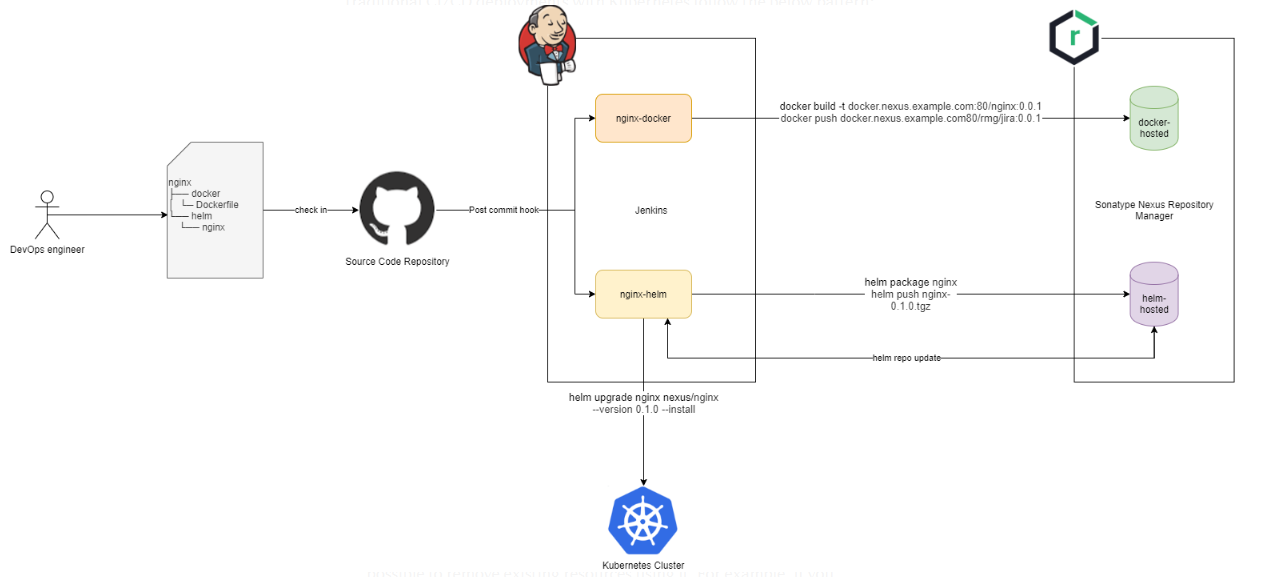 DevOps engineer
nginx
docker
Dockerfile
helm
nginx
check in
Source Code Repository
Post commit hook
nginx-docker
Jenkins
nginx-helm
docker build -t docker.nexus.example.com:80/nginx:0.0.1
docker push docker.nexus.example.com80/rmg/jira:0.0.1
r
docker-
hosted
Sonatype Nexus Repository
Manager
helm package nginx
helm push nginx-
0.1.0.tgz
helm-
hosted
helm repo update
helm upgrade nginx nexus/nginx
--version 0.1.0 --install
Kubernetes Cluster